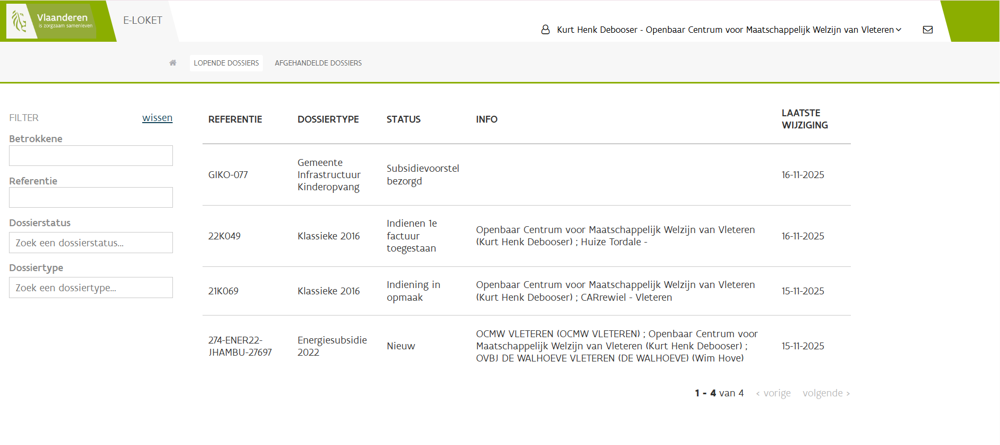 Vlaanderen
is zorgzaam samenleven
E-LOKET
Kurt Henk Debooser - Openbaar Centrum voor Maatschappelijk Welzijn van Vleteren
LOPENDE DOSSIERS
AFGEHANDELDE DOSSIERS
FILTER
wissen
Betrokkene
Referentie
Dossierstatus
Zoek een dossierstatus...
Dossiertype
Zoek een dossiertype...
REFERENTIE
DOSSIERTYPE
STATUS
INFO
LAATSTE
WIJZIGING
GIKO-077
Gemeente
Infrastructuur
Kinderopvang
Subsidievoorstel
bezorgd
16-11-2025
22K049
Klassieke 2016
Indienen 1e
factuur
toegestaan
Openbaar Centrum voor Maatschappelijk Welzijn van Vleteren
(Kurt Henk Debooser) ; Huize Tordale -
16-11-2025
21K069
Klassieke 2016
Indiening in
opmaak
Openbaar Centrum voor Maatschappelijk Welzijn van Vleteren
(Kurt Henk Debooser) ; CARrewiel - Vleteren
15-11-2025
274-ENER22-
JHAMBU-27697
Energiesubsidie
2022
Nieuw
OCMW VLETEREN (OCMW VLETEREN) ; Openbaar Centrum voor
Maatschappelijk Welzijn van Vleteren (Kurt Henk Debooser) ;
OVBJ DE WALHOEVE VLETEREN (DE WALHOEVE) (Wim Hove)
15-11-2025
1 - 4 van 4
‹ vorige
volgende ›